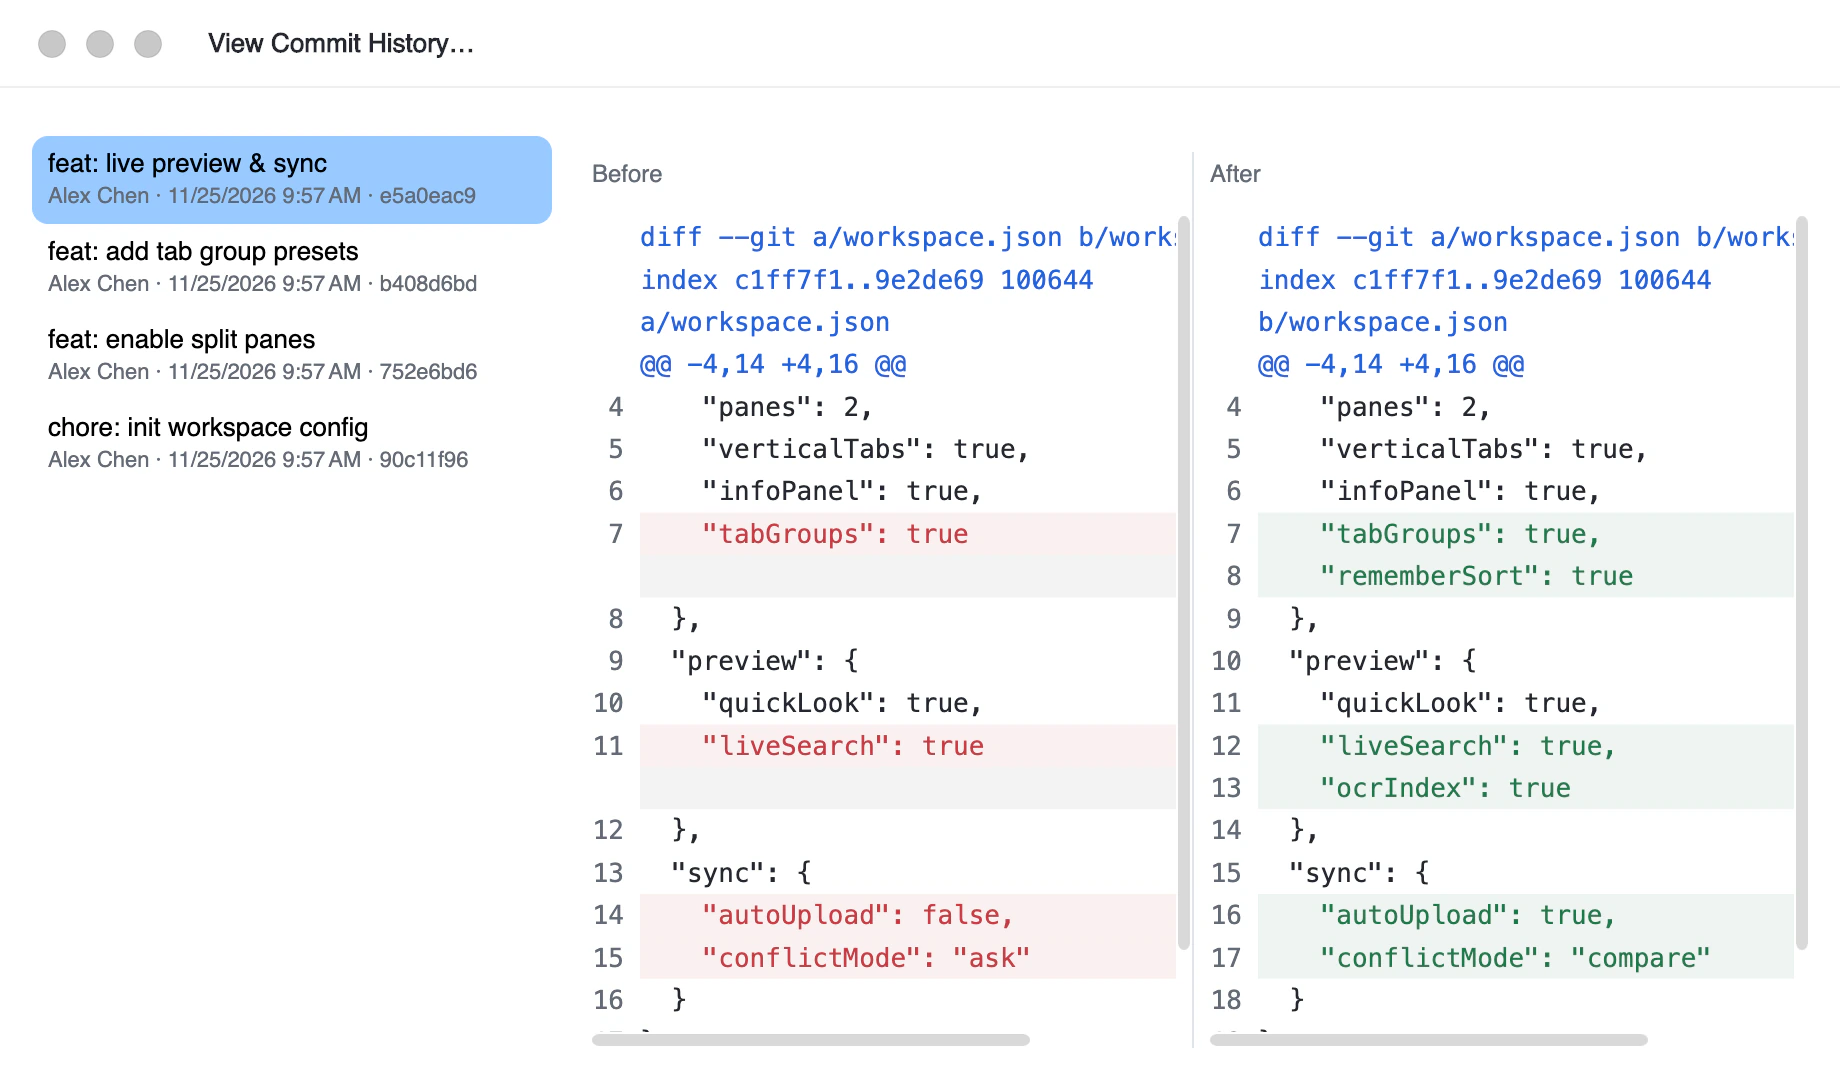 View Commit History…
feat: live preview & sync
Alex Chen · 11/25/2026 9:57 AM · e5a0eac9
feat: add tab group presets
Alex Chen · 11/25/2026 9:57 AM · b408d6bd
feat: enable split panes
Alex Chen · 11/25/2026 9:57 AM · 752e6bd6
chore: init workspace config
Alex Chen · 11/25/2026 9:57 AM · 90c11f96
Before
diff --git a/workspace.json b/works
index c1ff7f1..9e2de69 100644
a/workspace.json
@@ -4,14 +4,16 @@
4     "panes": 2,
5     "verticalTabs": true,
6     "infoPanel": true,
7     "tabGroups": true
8   },
9   "preview": {
10     "quickLook": true,
11     "liveSearch": true
12   },
13   "sync": {
14     "autoUpload": false,
15     "conflictMode": "ask"
16   }
After
diff --git a/workspace.json b/works
index c1ff7f1..9e2de69 100644
b/workspace.json
@@ -4,14 +4,16 @@
4     "panes": 2,
5     "verticalTabs": true,
6     "infoPanel": true,
7     "tabGroups": true,
8     "rememberSort": true
9   },
10   "preview": {
11     "quickLook": true,
12     "liveSearch": true,
13     "ocrIndex": true
14   },
15   "sync": {
16     "autoUpload": true,
17     "conflictMode": "compare"
18   }